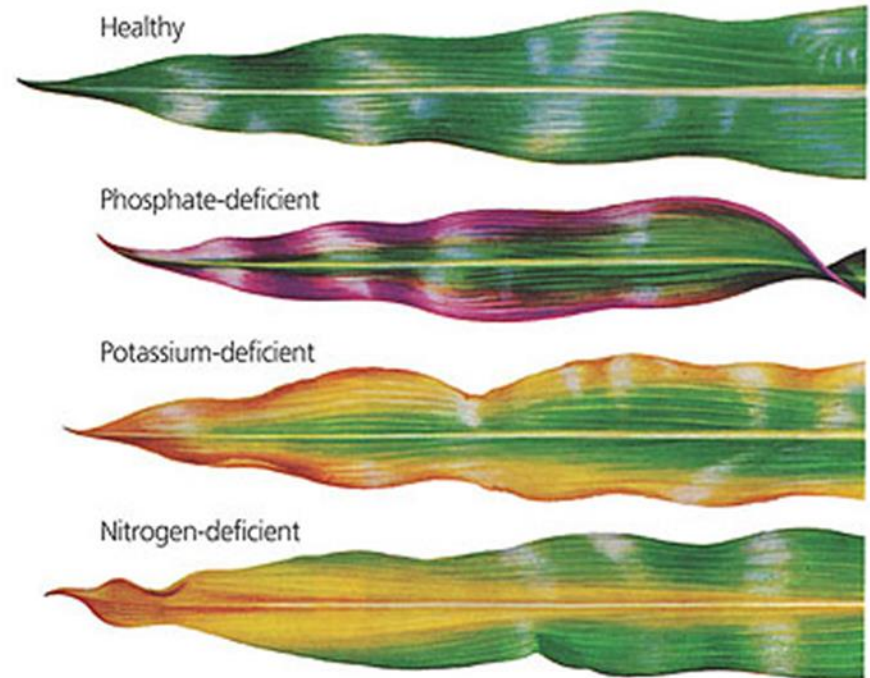 Healthy
Phosphate-deficient
Potassium-deficient
Nitrogen-deficient